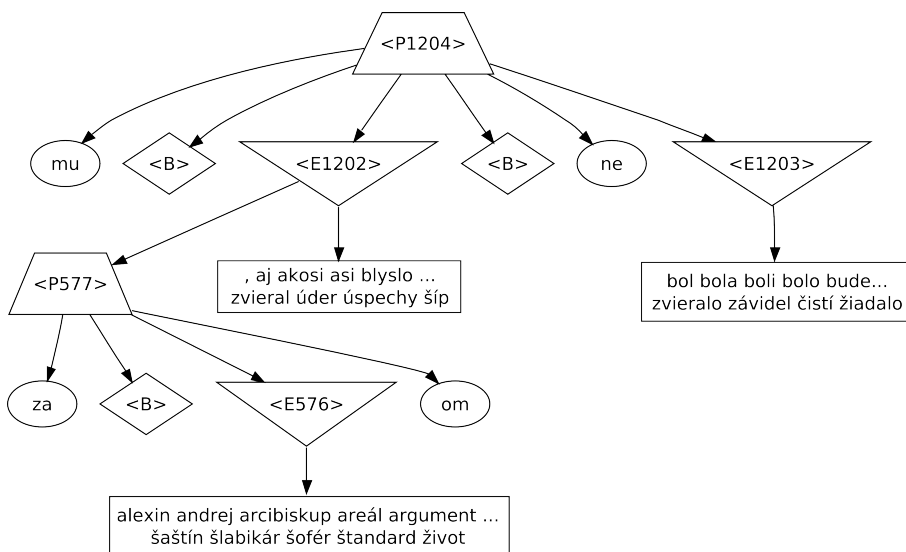 <P1204>
mu
<B>
<E1202>
<B>
ne
<E1203>
<P577>
, aj akosi asi blyslo ...
zvieral úder úspechy šíp
bol bola boli bolo bude...
zvieralo závidel čistí žiadalo
za
<B>
<E576>
om
alexin andrej arcibiskup areál argument ...
šaštín šlabikár šofér štandard život